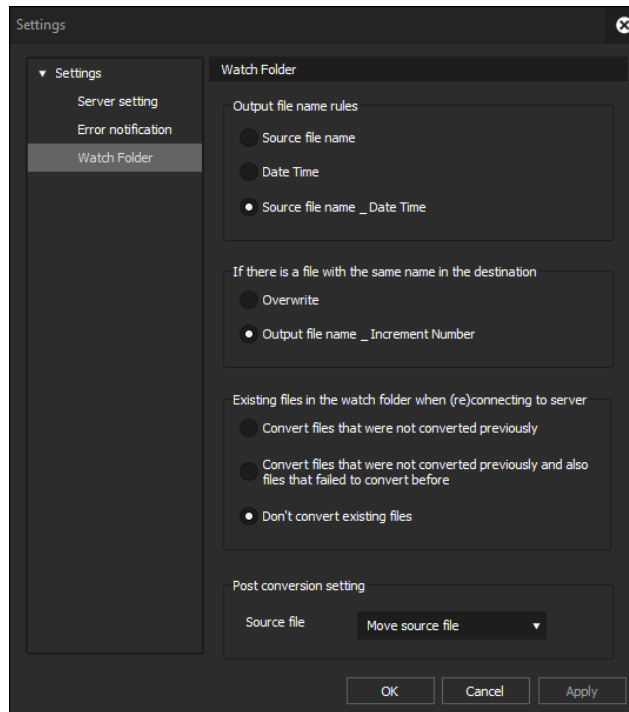 Settings
Settings
Server setting
Error notification
Watch Folder
Watch Folder
Output file name rules
Source file name
Date Time
Source file name _ Date Time
If there is a file with the same name in the destination
Overwrite
Output file name _ Increment Number
Existing files in the watch folder when (re)connecting to server
Convert files that were not converted previously
Convert files that were not converted previously and also
files that failed to convert before
Don't convert existing files
Post conversion setting
Source file
Move source file
OK
Cancel
Apply